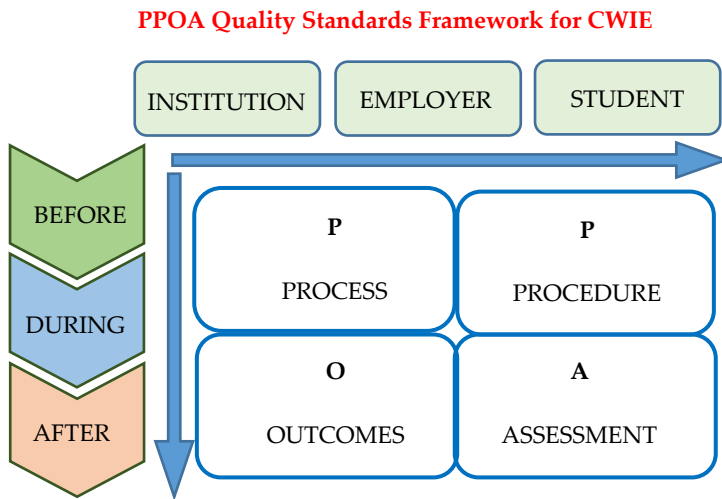 PPOA Quality Standards Framework for CWIE
INSTITUTION
EMPLOYER
STUDENT
BEFORE
DURING
AFTER
P
PROCESS
P
PROCEDURE
O
OUTCOMES
A
ASSESSMENT